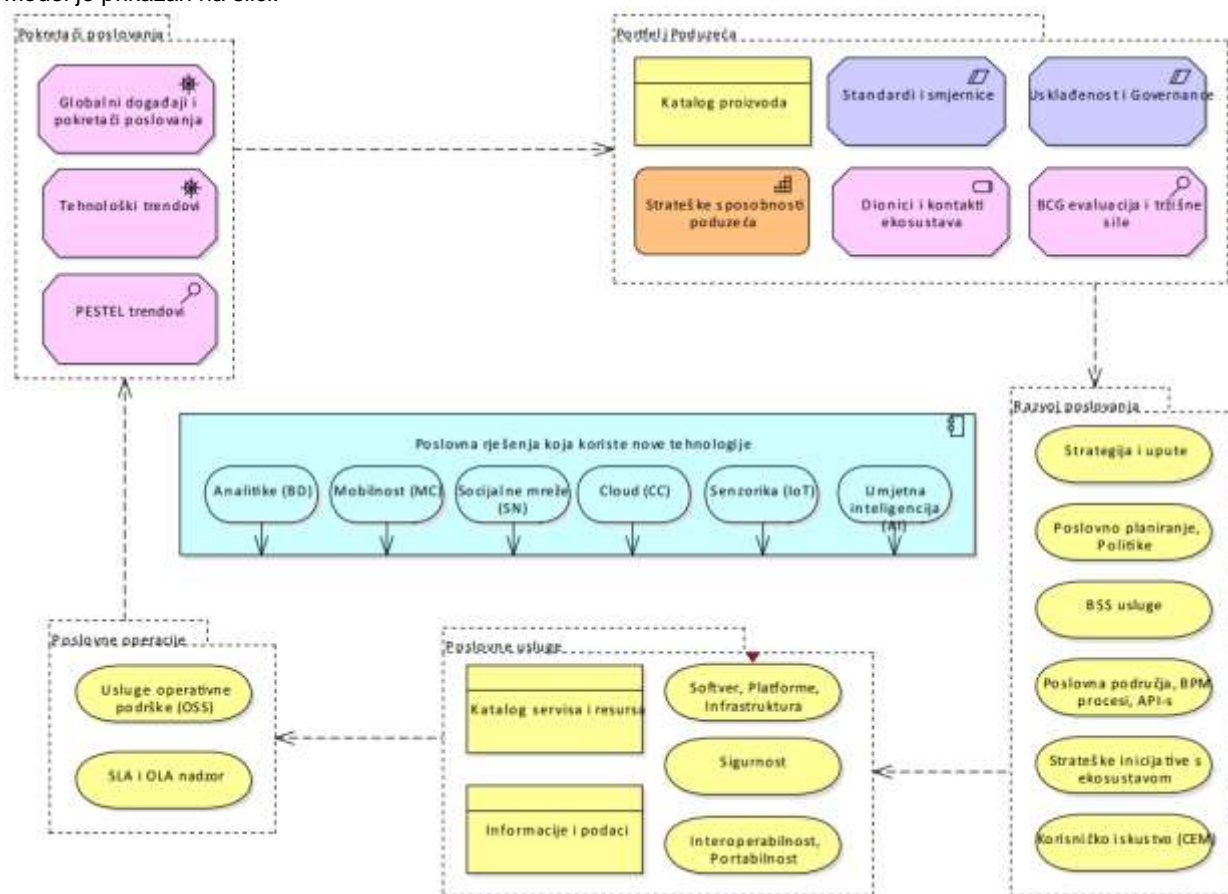 model je prikazan na slici:
Pokretači poslovanja
Globalni događaji i
pokretači poslovanja
Tehnološki trendovi
PESTEL trendovi
Portfelj Poduzeća
Katalog proizvoda
Standardi i smjernice
Usklađenost i Governance
Strateške sposobnosti
poduzeća
Dionici i kontakti
ekosustava
BCG evaluacija i tržišne
sile
Poslovna rješenja koja koriste nove tehnologije
Analitike (BD)
Mobilnost (MC)
Socijalne mreže
(SN)
Cloud (CC)
Senzorika (IoT)
Umjetna
inteligencija
(AI)
Razvoj poslovanja
Strategija i upute
Poslovno planiranje,
Politike
BSS usluge
Poslovna područja, BPM
procesi, API-s
Strateške inicijative s
ekosustavom
Korisničko iskustvo (CEM)
Poslovne operacije
Usluge operativne
podrške (OSS)
SLA i OLA nadzor
Poslovne usluge
Katalog servisa i resursa
Informacije i podaci
Softver, Platforme,
Infrastruktura
Sigurnost
Interoperabilnost,
Portabilnost